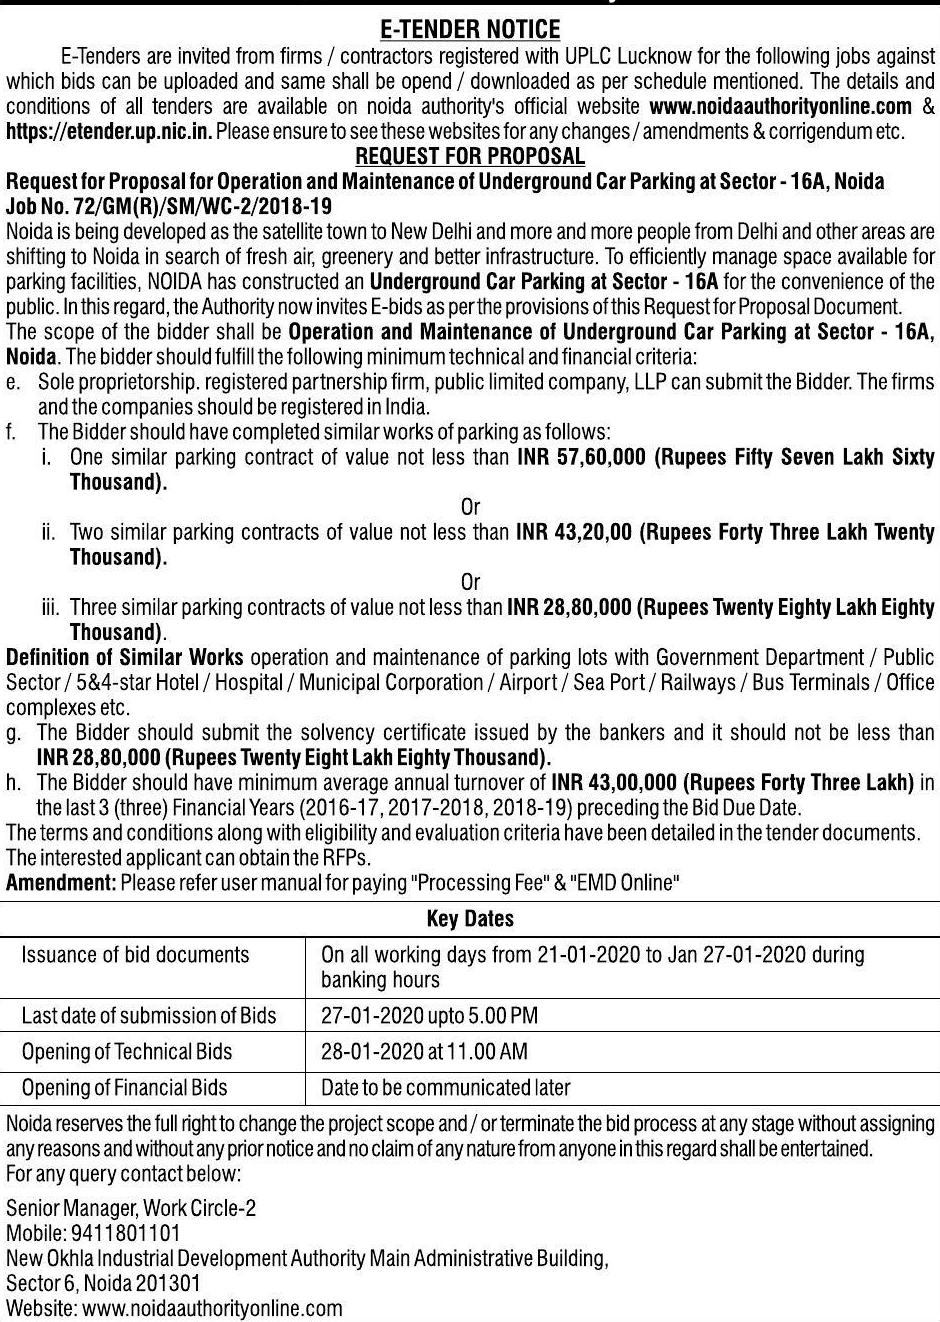 E-TENDER NOTICE
E-Tenders are invited from firms / contractors registered with UPLC Lucknow for the following jobs against
which bids can be uploaded and same shall be opend / downloaded as per schedule mentioned. The details and
conditions of all tenders are available on noida authority's official website www.noidaauthorityonline.com &
https://etender.up.nic.in. Please ensure to see these websites for any changes / amendments & corrigendum etc.
REQUEST FOR PROPOSAL
Request for Proposal for Operation and Maintenance of Underground Car Parking at Sector - 16A, Noida
Job No. 72/GM(R)/SM/WC-2/2018-19
Noida is being developed as the satellite town to New Delhi and more and more people from Delhi and other areas are
shifting to Noida in search of fresh air, greenery and better infrastructure. To efficiently manage space available for
parking facilities, NOIDA has constructed an Underground Car Parking at Sector - 16A for the convenience of the
public. In this regard, the Authority now invites E-bids as per the provisions of this Request for Proposal Document.
The scope of the bidder shall be Operation and Maintenance of Underground Car Parking at Sector - 16A,
Noida. The bidder should fulfill the following minimum technical and financial criteria:
e. Sole proprietorship. registered partnership firm, public limited company, LLP can submit the Bidder. The firms
and the companies should be registered in India.
f. The Bidder should have completed similar works of parking as follows:
i. One similar parking contract of value not less than INR 57,60,000 (Rupees Fifty Seven Lakh Sixty
Thousand).
Or
ii. Two similar parking contracts of value not less than INR 43,20,00 (Rupees Forty Three Lakh Twenty
Thousand).
Or
iii. Three similar parking contracts of value not less than INR 28,80,000 (Rupees Twenty Eighty Lakh Eighty
Thousand).
Definition of Similar Works operation and maintenance of parking lots with Government Department / Public
Sector / 5&4-star Hotel / Hospital / Municipal Corporation / Airport / Sea Port / Railways / Bus Terminals / Office
complexes etc.
g. The Bidder should submit the solvency certificate issued by the bankers and it should not be less than
INR 28,80,000 (Rupees Twenty Eight Lakh Eighty Thousand).
h. The Bidder should have minimum average annual turnover of INR 43,00,000 (Rupees Forty Three Lakh) in
the last 3 (three) Financial Years (2016-17, 2017-2018, 2018-19) preceding the Bid Due Date.
The terms and conditions along with eligibility and evaluation criteria have been detailed in the tender documents.
The interested applicant can obtain the RFPs.
Amendment: Please refer user manual for paying "Processing Fee" & "EMD Online"
Key Dates
Issuance of bid documents On all working days from 21-01-2020 to Jan 27-01-2020 during
banking hours
Last date of submission of Bids 27-01-2020 upto 5.00 PM
Opening of Technical Bids 28-01-2020 at 11.00 AM
Opening of Financial Bids Date to be communicated later
Noida reserves the full right to change the project scope and / or terminate the bid process at any stage without assigning
any reasons and without any prior notice and no claim of any nature from anyone in this regard shall be entertained.
For any query contact below:
Senior Manager, Work Circle-2
Mobile: 9411801101
New Okhla Industrial Development Authority Main Administrative Building,
Sector 6, Noida 201301
Website: www.noidaauthorityonline.com